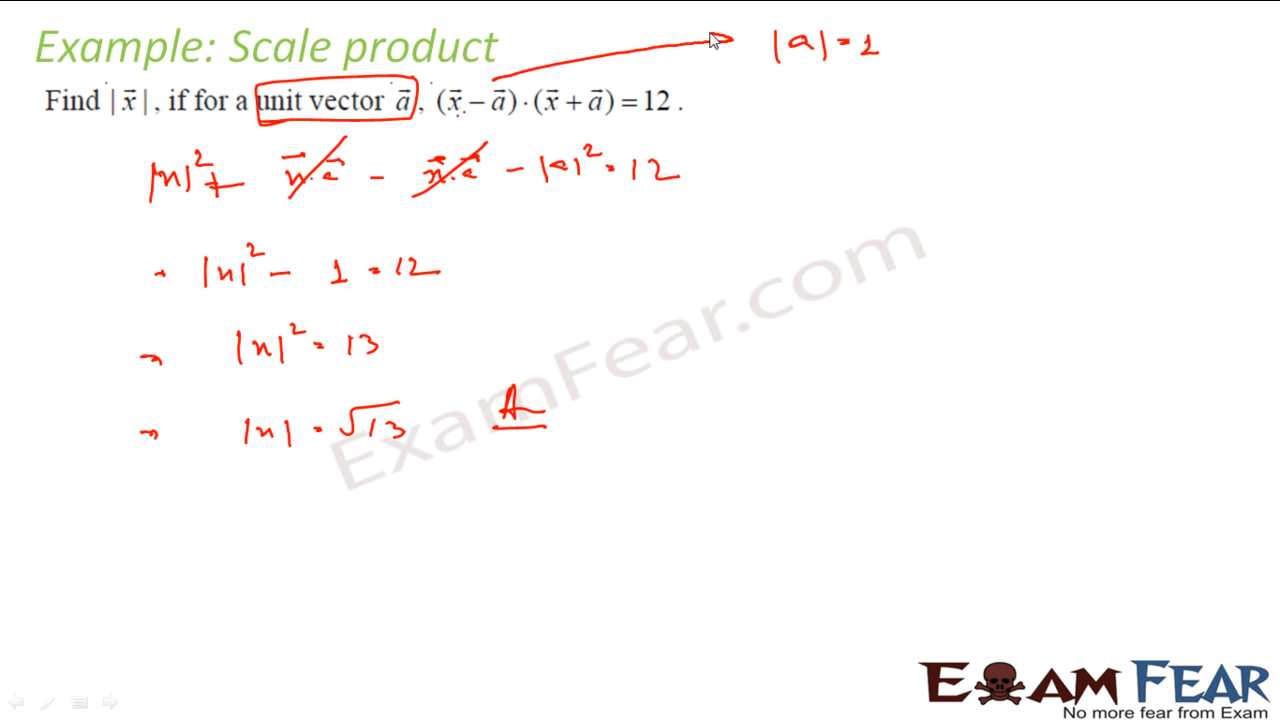 Example: Scale product
|a| = 1
Find | x⃗ |, if for a unit vector a⃗ , (x⃗ − a⃗) · (x⃗ + a⃗) = 12 .
|x|² + x⃗.a⃗ − x⃗.a⃗ − |a|² = 12
→ |x|² − 1 = 12
→ |x|² = 13
→ |x| = √13 A
ExamFear.com
EXAM FEAR
No more fear from Exam